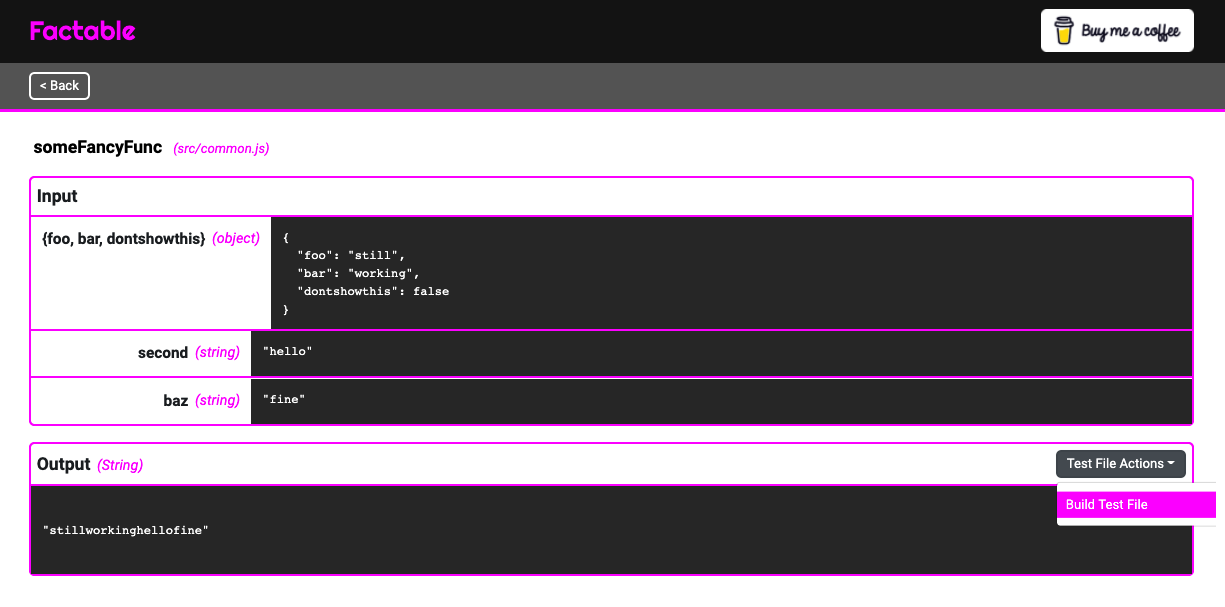 Factable
Buy me a coffee
< Back
someFancyFunc (src/common.js)
Input
{foo, bar, dontshowthis} (object)
{
"foo": "still",
"bar": "working",
"dontshowthis": false
}
second (string) "hello"
baz (string) "fine"
Output (String)
Test File Actions
Build Test File
"stillworkinghellofine"